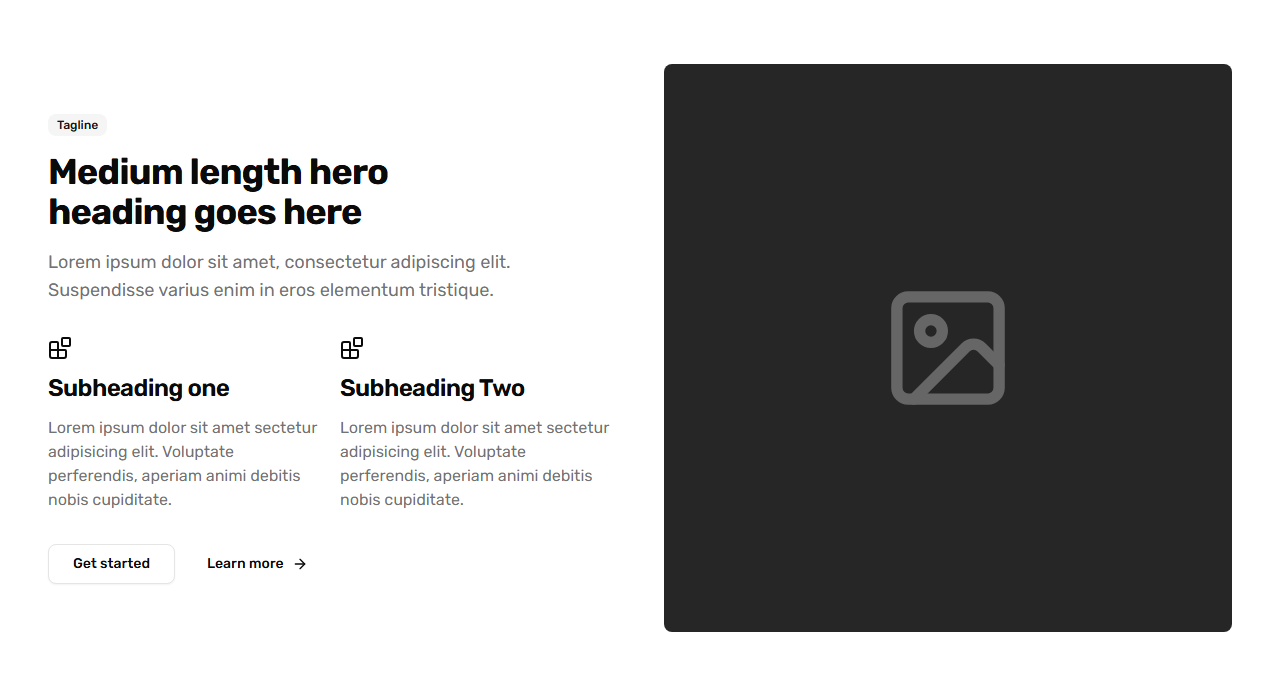 Tagline
Medium length hero
heading goes here
Lorem ipsum dolor sit amet, consectetur adipiscing elit.
Suspendisse varius enim in eros elementum tristique.
Subheading one
Lorem ipsum dolor sit amet sectetur
adipisicing elit. Voluptate
perferendis, aperiam animi debitis
nobis cupiditate.
Subheading Two
Lorem ipsum dolor sit amet sectetur
adipisicing elit. Voluptate
perferendis, aperiam animi debitis
nobis cupiditate.
Get started
Learn more →